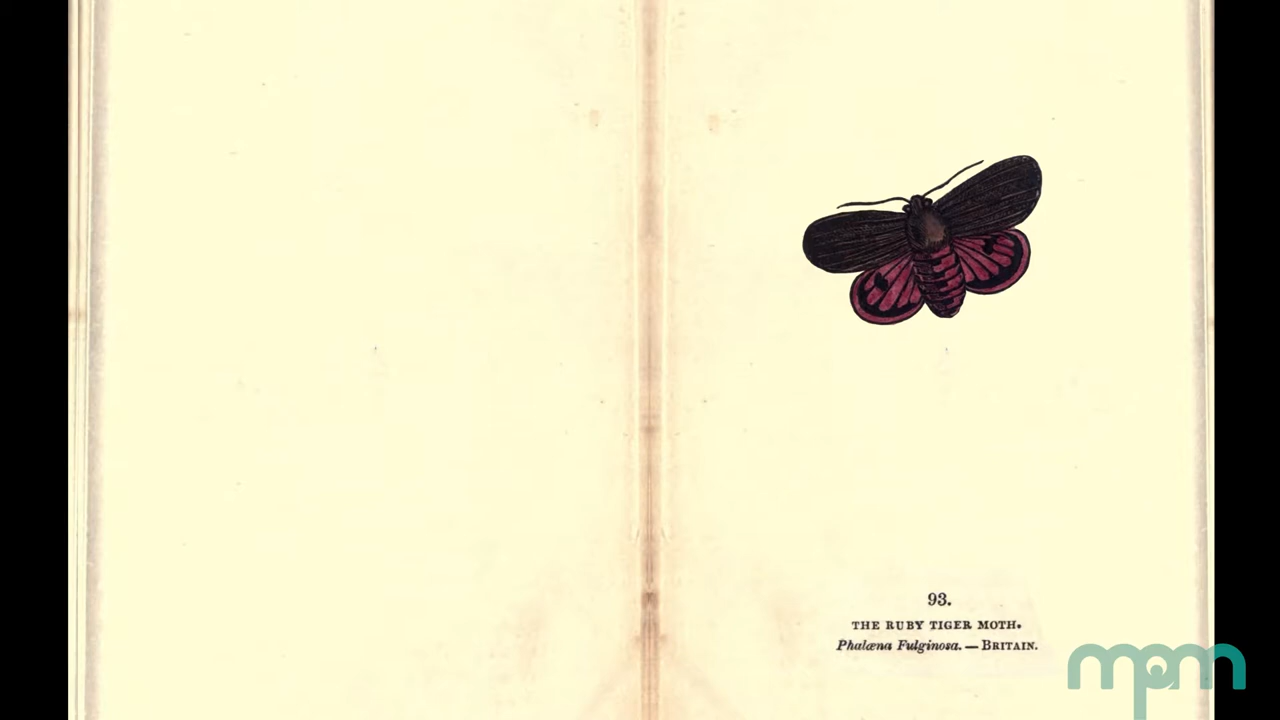 93.
THE RUBY TIGER MOTH.
Phalæna Fulginosa. — BRITAIN.
mpm